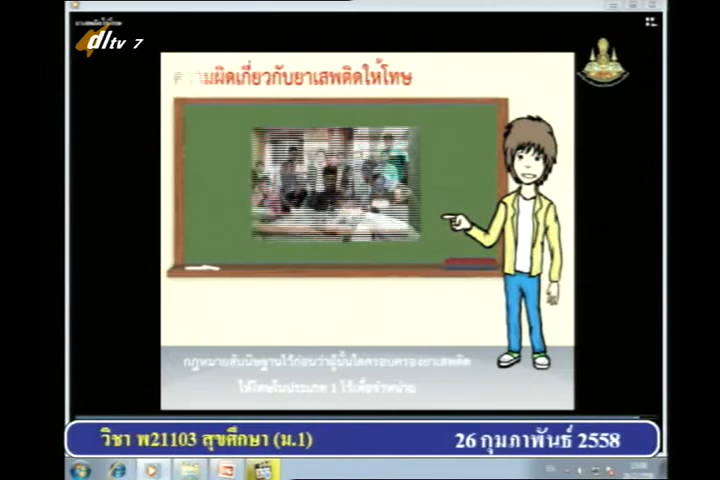 dltv 7
ความผิดเกี่ยวกับยาเสพติดให้โทษ
กฎหมายสันนิษฐานไว้ก่อนว่าผู้นั้นใดครอบครองยาเสพติด
ให้โทษในประเภท 1 ไว้เพื่อจำหน่าย
วิชา พ21103 สุขศึกษา (ม.1)
26 กุมภาพันธ์ 2558